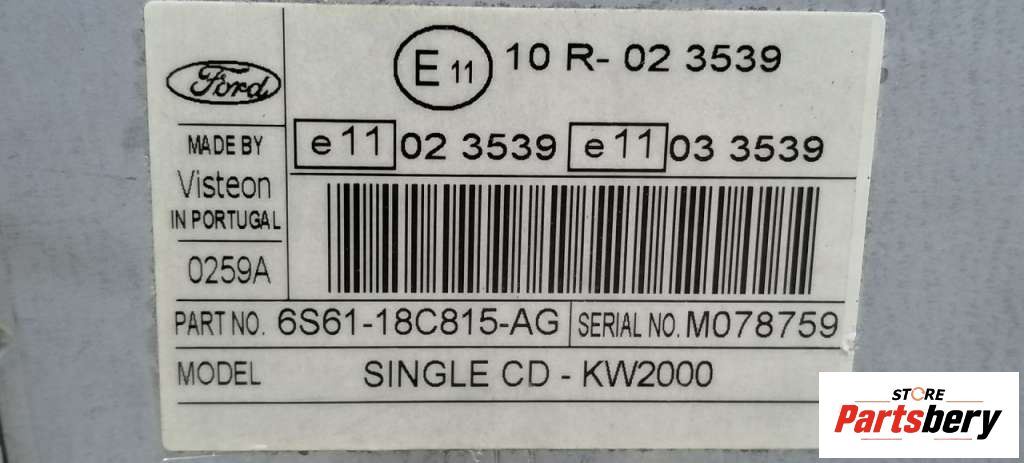 Ford
E 11 10 R- 02 3539
e 11 02 3539 e 11 03 3539
MADE BY
Visteon
IN PORTUGAL
0259A
PART NO. 6S61-18C815-AG SERIAL NO. M078759
MODEL SINGLE CD - KW2000
STORE
Partsbery